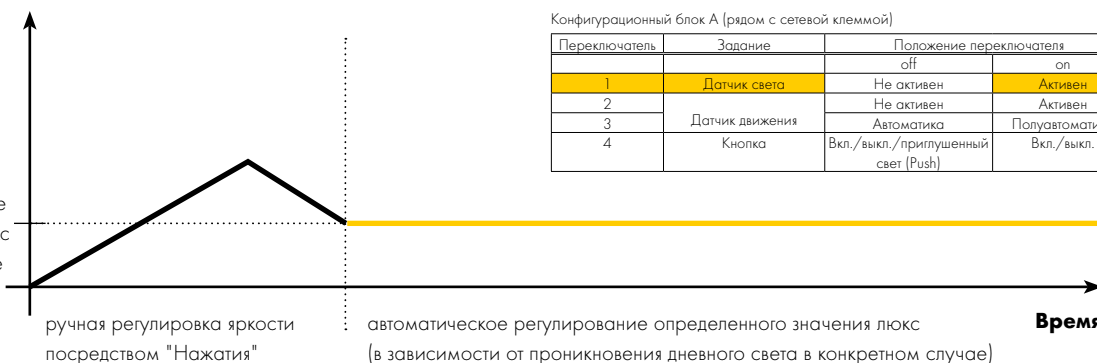 Конфигурационный блок A (рядом с сетевой клеммой)
Переключатель Задание Положение переключателя
off on
1 Датчик света Не активен Активен
2 Не активен Активен
Датчик движения
3 Автоматика
4 Кнопка Вкл./выкл./приглушенный Вкл./выкл.
свет (Push)
с
ручная регулировка яркости автоматическое регулирование определенного значения люкс Время
посредством "Нажатия" (в зависимости от проникновения дневного света в конкретном случае)